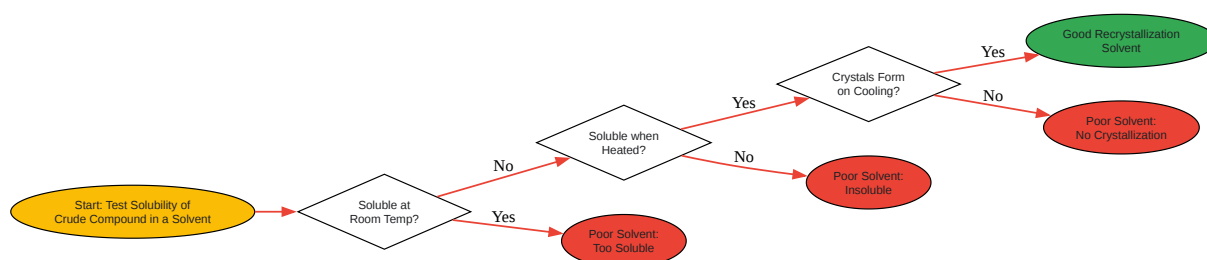 Start: Test Solubility of
Crude Compound in a Solvent
Soluble at
Room Temp?
No
Yes
Soluble when
Heated?
Poor Solvent:
Too Soluble
Yes
No
Crystals Form
on Cooling?
Poor Solvent:
Insoluble
Yes
No
Good Recrystallization
Solvent
Poor Solvent:
No Crystallization